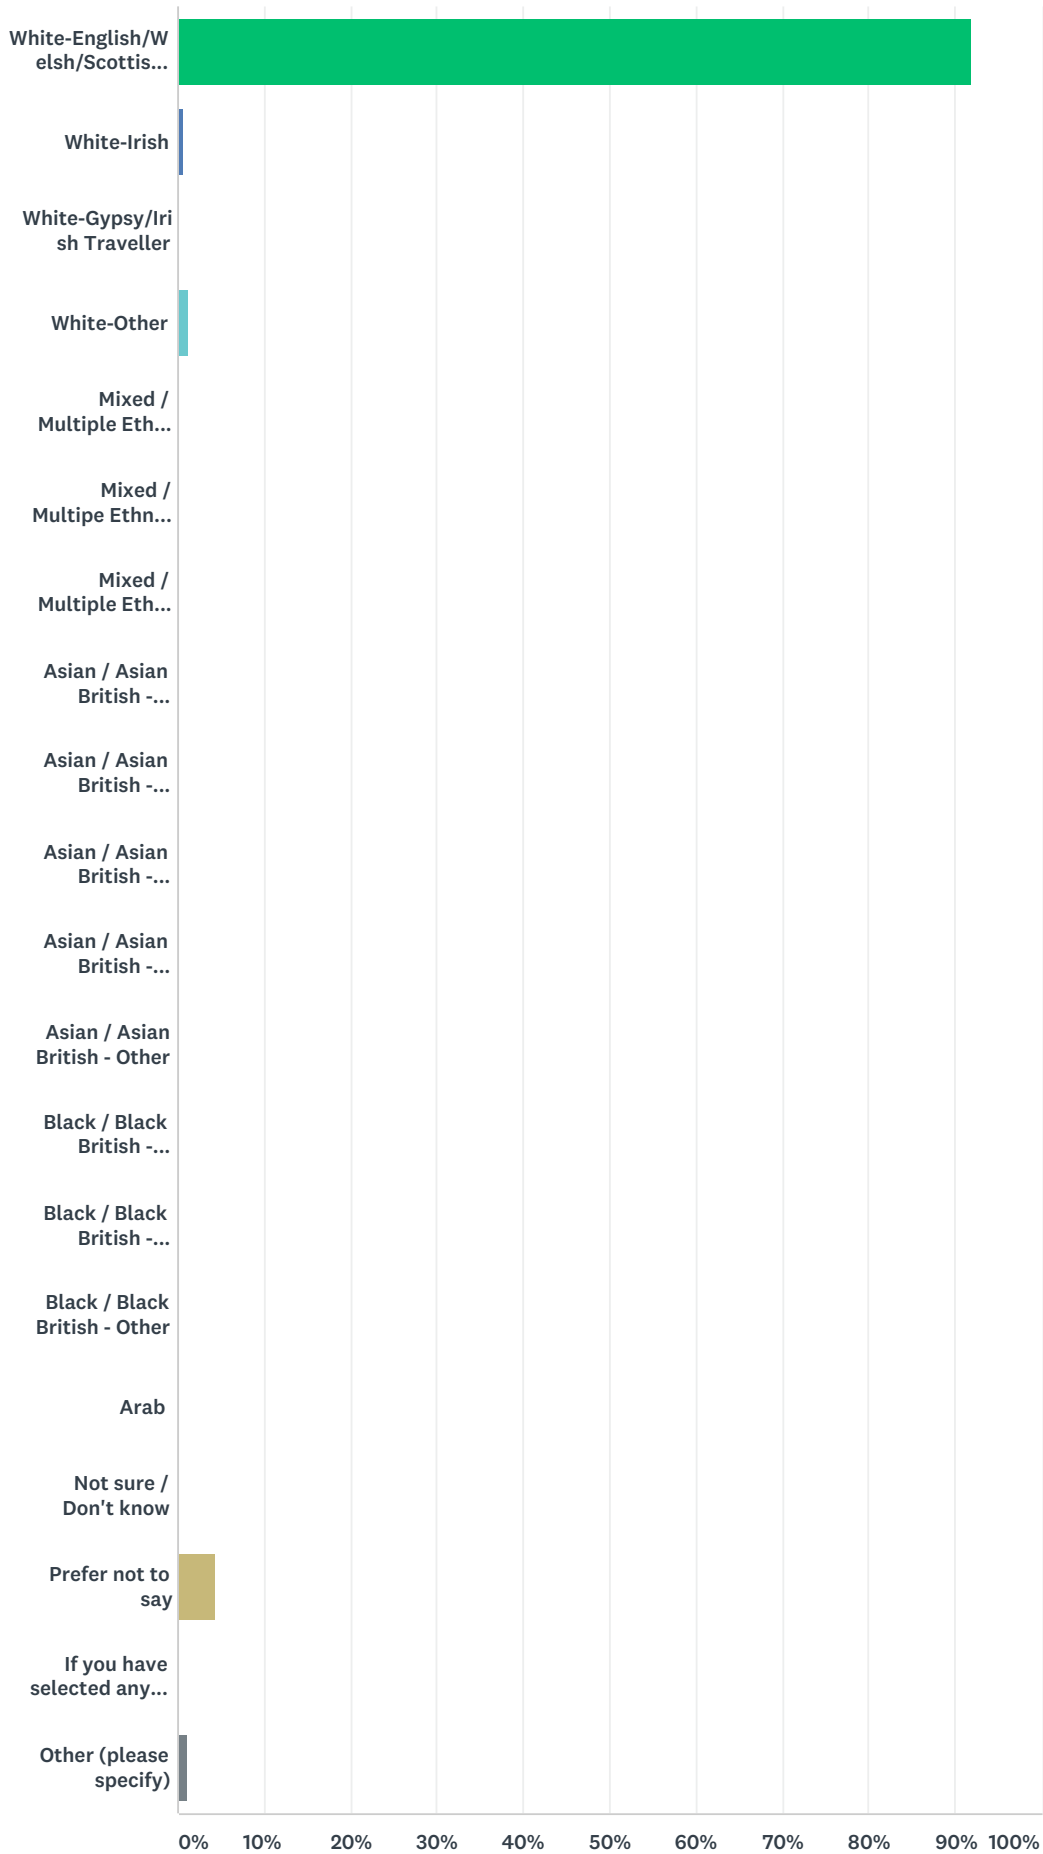 White-English/W
elsh/Scottis...
White-Irish
White-Gypsy/Iri
sh Traveller
White-Other
Mixed /
Multiple Eth...
Mixed /
Multipe Ethn...
Mixed /
Multiple Eth...
Asian / Asian
British -...
Asian / Asian
British -...
Asian / Asian
British -...
Asian / Asian
British -...
Asian / Asian
British - Other
Black / Black
British -...
Black / Black
British -...
Black / Black
British - Other
Arab
Not sure /
Don't know
Prefer not to
say
If you have
selected any...
Other (please
specify)
0% 10% 20% 30% 40% 50% 60% 70% 80% 90% 100%